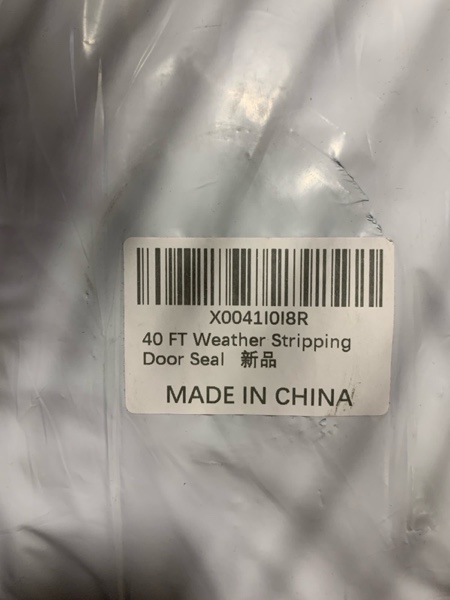 X0041I0I8R
40 FT Weather Stripping
Door Seal 新品
MADE IN CHINA